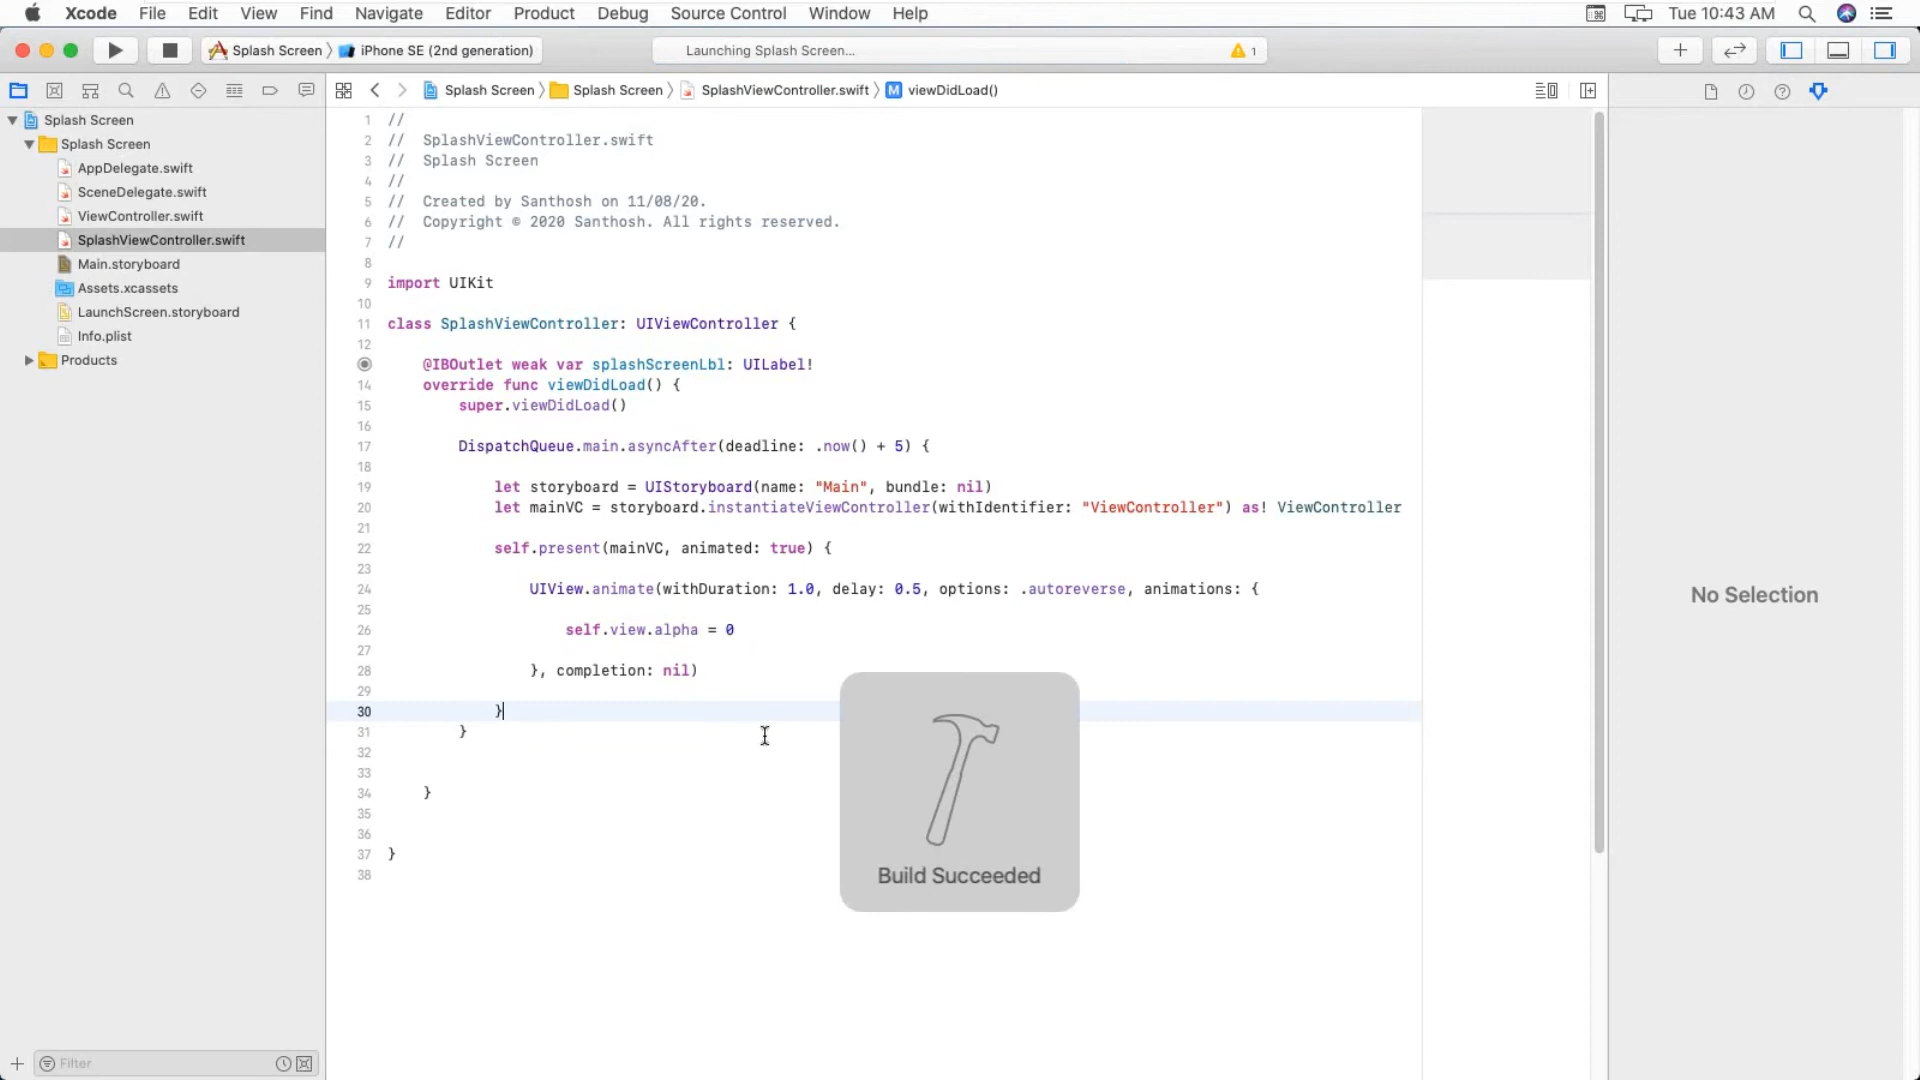 Xcode File Edit View Find Navigate Editor Product Debug Source Control Window Help Tue 10:43 AM
Splash Screen iPhone SE (2nd generation) Launching Splash Screen... 1
Splash Screen Splash Screen SplashViewController.swift M viewDidLoad()
Splash Screen
Splash Screen
AppDelegate.swift
SceneDelegate.swift
ViewController.swift
SplashViewController.swift
Main.storyboard
Assets.xcassets
LaunchScreen.storyboard
Info.plist
Products
1 //
2 // SplashViewController.swift
3 // Splash Screen
4 //
5 // Created by Santhosh on 11/08/20.
6 // Copyright © 2020 Santhosh. All rights reserved.
7 //
8
9 import UIKit
10
11 class SplashViewController: UIViewController {
12
@IBOutlet weak var splashScreenLbl: UILabel!
14 override func viewDidLoad() {
15 super.viewDidLoad()
16
17 DispatchQueue.main.asyncAfter(deadline: .now() + 5) {
18
19 let storyboard = UIStoryboard(name: "Main", bundle: nil)
20 let mainVC = storyboard.instantiateViewController(withIdentifier: "ViewController") as! ViewController
21
22 self.present(mainVC, animated: true) {
23
24 UIView.animate(withDuration: 1.0, delay: 0.5, options: .autoreverse, animations: {
25
26 self.view.alpha = 0
27
28 }, completion: nil)
29
30 }
31 }
32
33
34 }
35
36
37 }
38
Build Succeeded
No Selection
Filter